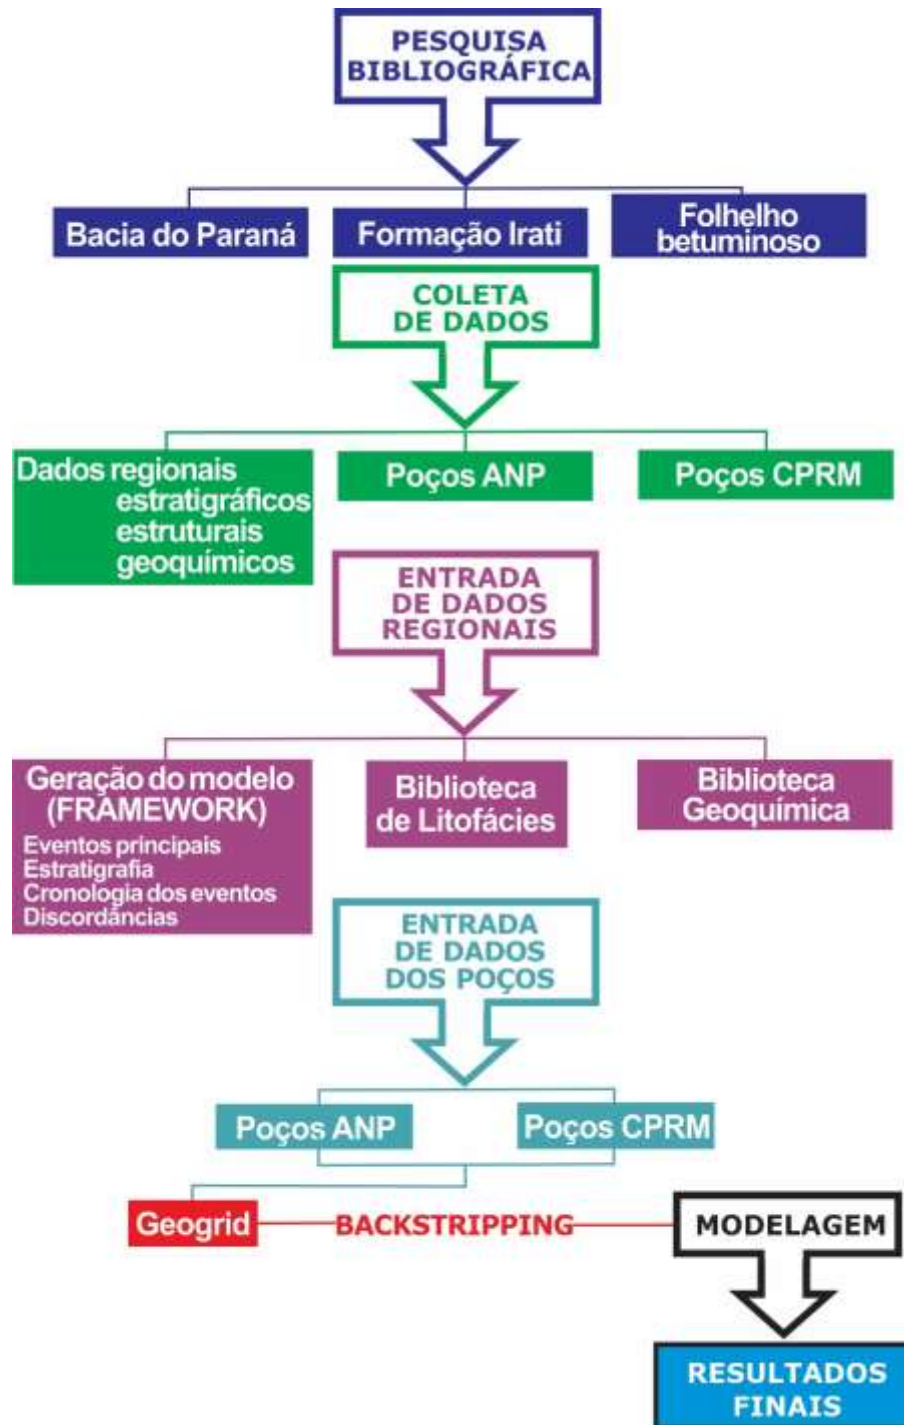 PESQUISA
BIBLIOGRÁFICA
Bacia do Paraná
Formação Irati
Folhelho
betuminoso
COLETA
DE DADOS
Dados regionais
estratigráficos
estruturais
geoquímicos
Poços ANP
Poços CPRM
ENTRADA
DE DADOS
REGIONAIS
Geração do modelo
(FRAMEWORK)
Eventos principais
Estratigrafia
Cronologia dos eventos
Discordâncias
Biblioteca
de Litofácies
Biblioteca
Geoquímica
ENTRADA
DE DADOS
DOS POÇOS
Poços ANP
Poços CPRM
Geogrid
BACKSTRIPPING
MODELAGEM
RESULTADOS
FINAIS